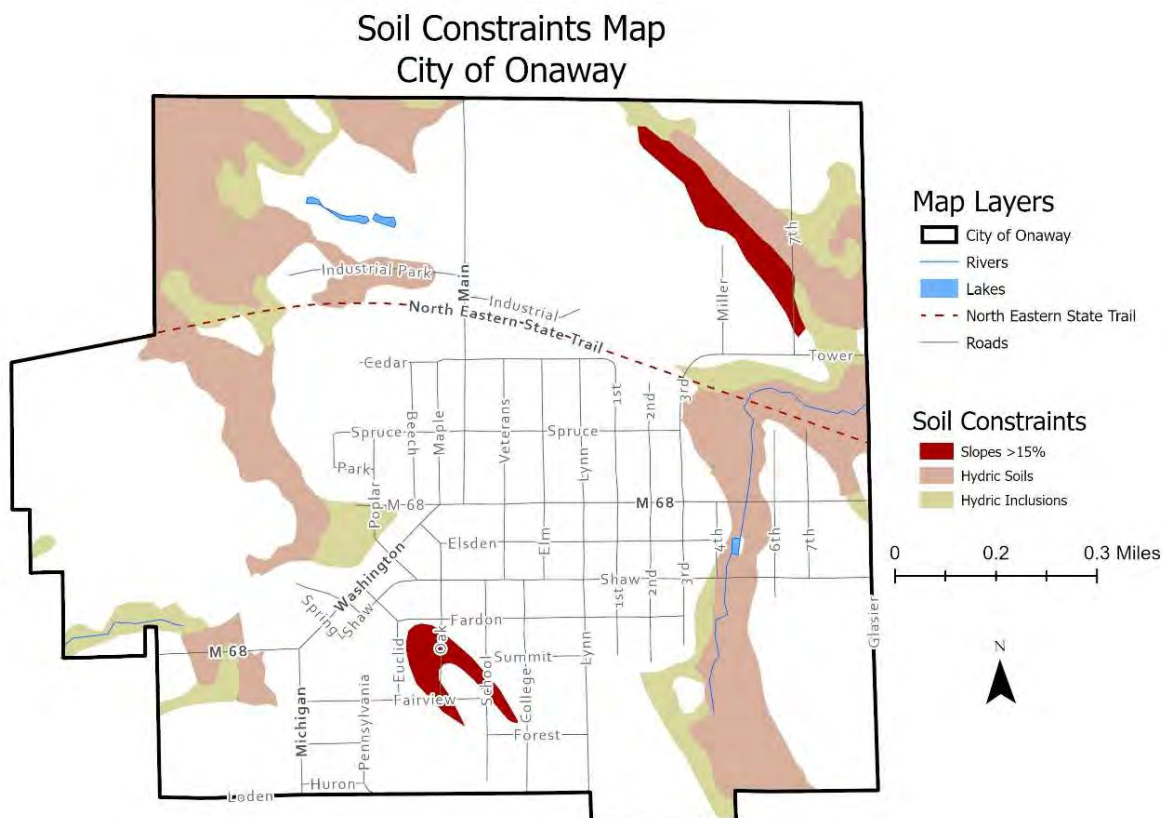 Soil Constraints Map
City of Onaway
Map Layers
City of Onaway
Rivers
Lakes
North Eastern State Trail
Roads
Soil Constraints
Slopes >15%
Hydric Soils
Hydric Inclusions
0 0.2 0.3 Miles
N
Industrial Park
Main
Industrial
North Eastern State Trail
Miller
7th
Tower
Cedar
Beech
Maple
Veterans
1st
2nd
3rd
Spruce
Spruce
Lynn
Park
Poplar
M-68
M-68
Elsden
Elm
4th
6th
7th
Washington
Shaw
Spring
Shaw
1st
2nd
3rd
Fardon
Glasier
M-68
Euclid
Oak
School
Summit
College
Lynn
Michigan
Pennsylvania
Fairview
Forest
Huron
Loden